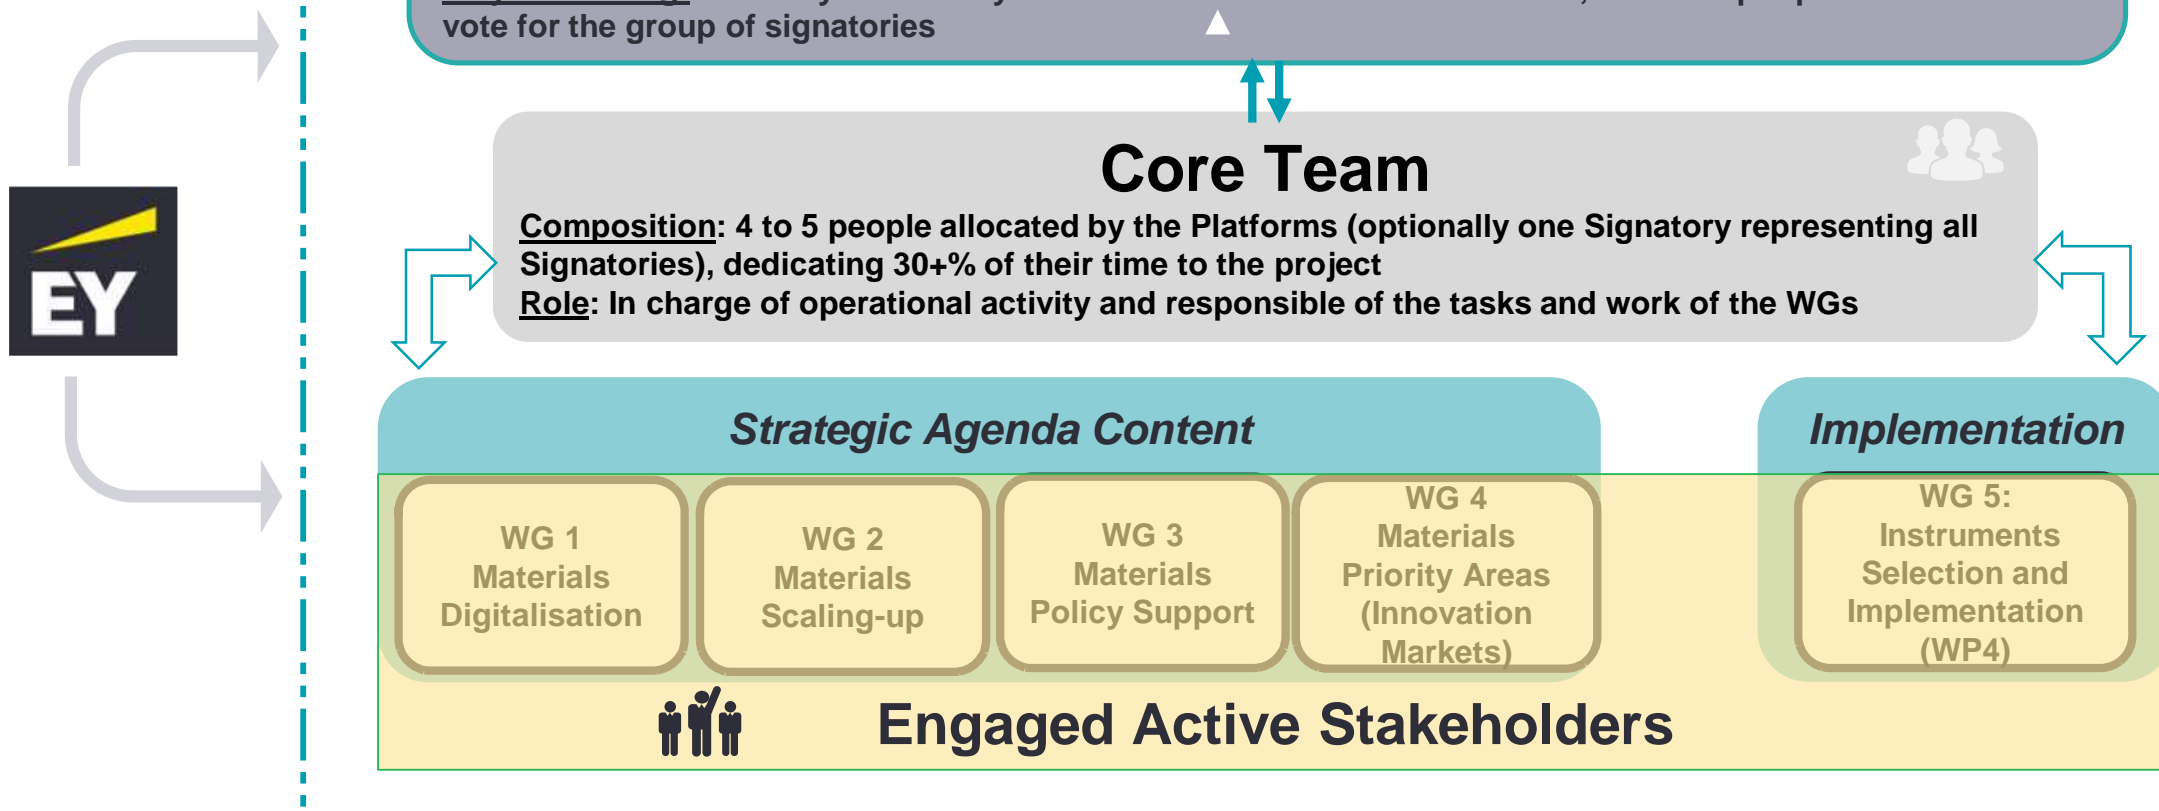 vote for the group of signatories
Core Team
Composition: 4 to 5 people allocated by the Platforms (optionally one Signatory representing all
Signatories), dedicating 30+% of their time to the project
Role: In charge of operational activity and responsible of the tasks and work of the WGs
EY
Strategic Agenda Content
Implementation
WG 1
Materials
Digitalisation
WG 2
Materials
Scaling-up
WG 3
Materials
Policy Support
WG 4
Materials
Priority Areas
(Innovation
Markets)
WG 5:
Instruments
Selection and
Implementation
(WP4)
Engaged Active Stakeholders